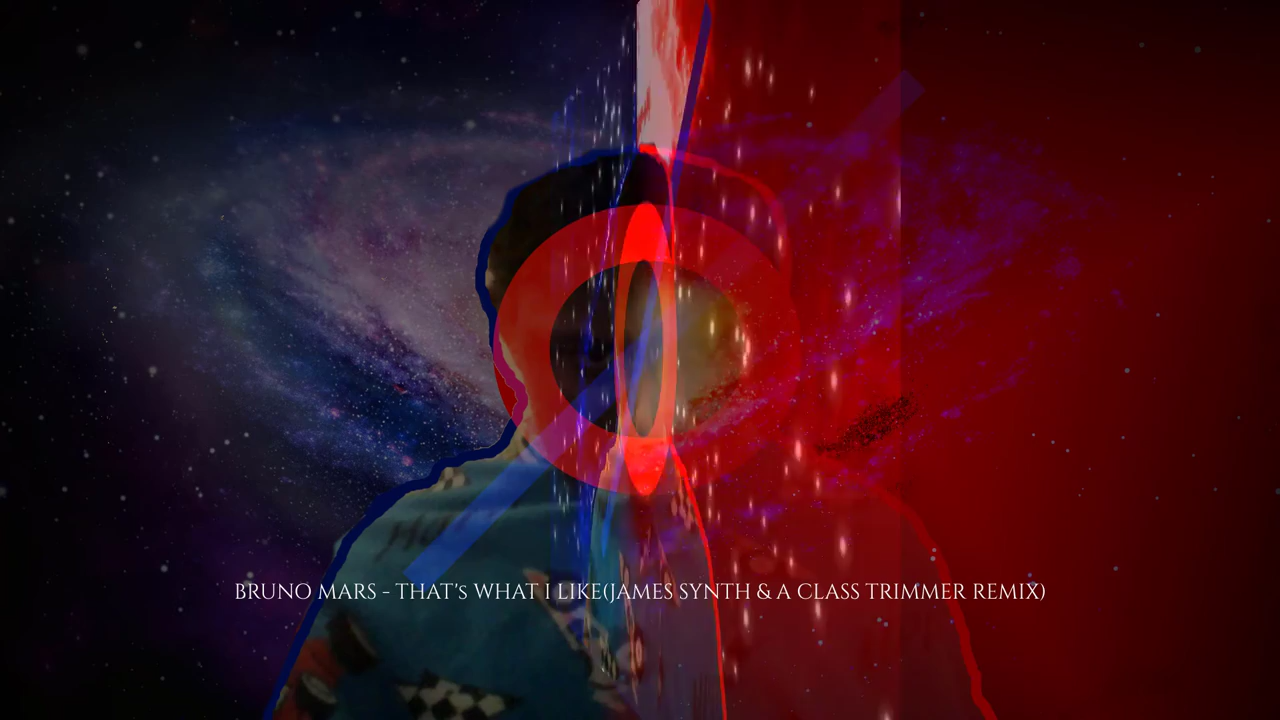 BRUNO MARS - THAT's WHAT I LIKE(JAMES SYNTH & A CLASS TRIMMER REMIX)